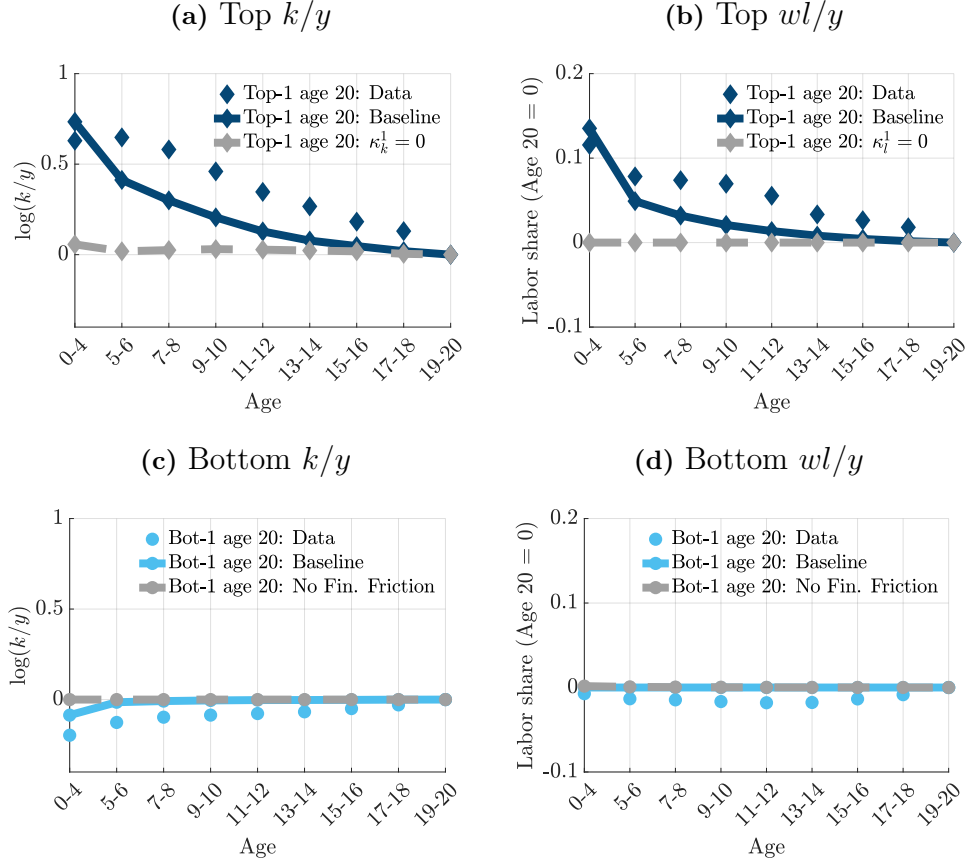 (a) Top k/y
1
0.5
0
log(k/y)
Top-1 age 20: Data
Top-1 age 20: Baseline
Top-1 age 20: κ_k^1 = 0
0-4 5-6 7-8 9-10 11-12 13-14 15-16 17-18 19-20
Age
(b) Top wl/y
0.2
0.1
0
-0.1
Labor share (Age 20 = 0)
Top-1 age 20: Data
Top-1 age 20: Baseline
Top-1 age 20: κ_l^1 = 0
0-4 5-6 7-8 9-10 11-12 13-14 15-16 17-18 19-20
Age
(c) Bottom k/y
1
0.5
0
log(k/y)
Bot-1 age 20: Data
Bot-1 age 20: Baseline
Bot-1 age 20: No Fin. Friction
0-4 5-6 7-8 9-10 11-12 13-14 15-16 17-18 19-20
Age
(d) Bottom wl/y
0.2
0.1
0
-0.1
Labor share (Age 20 = 0)
Bot-1 age 20: Data
Bot-1 age 20: Baseline
Bot-1 age 20: No Fin. Friction
0-4 5-6 7-8 9-10 11-12 13-14 15-16 17-18 19-20
Age